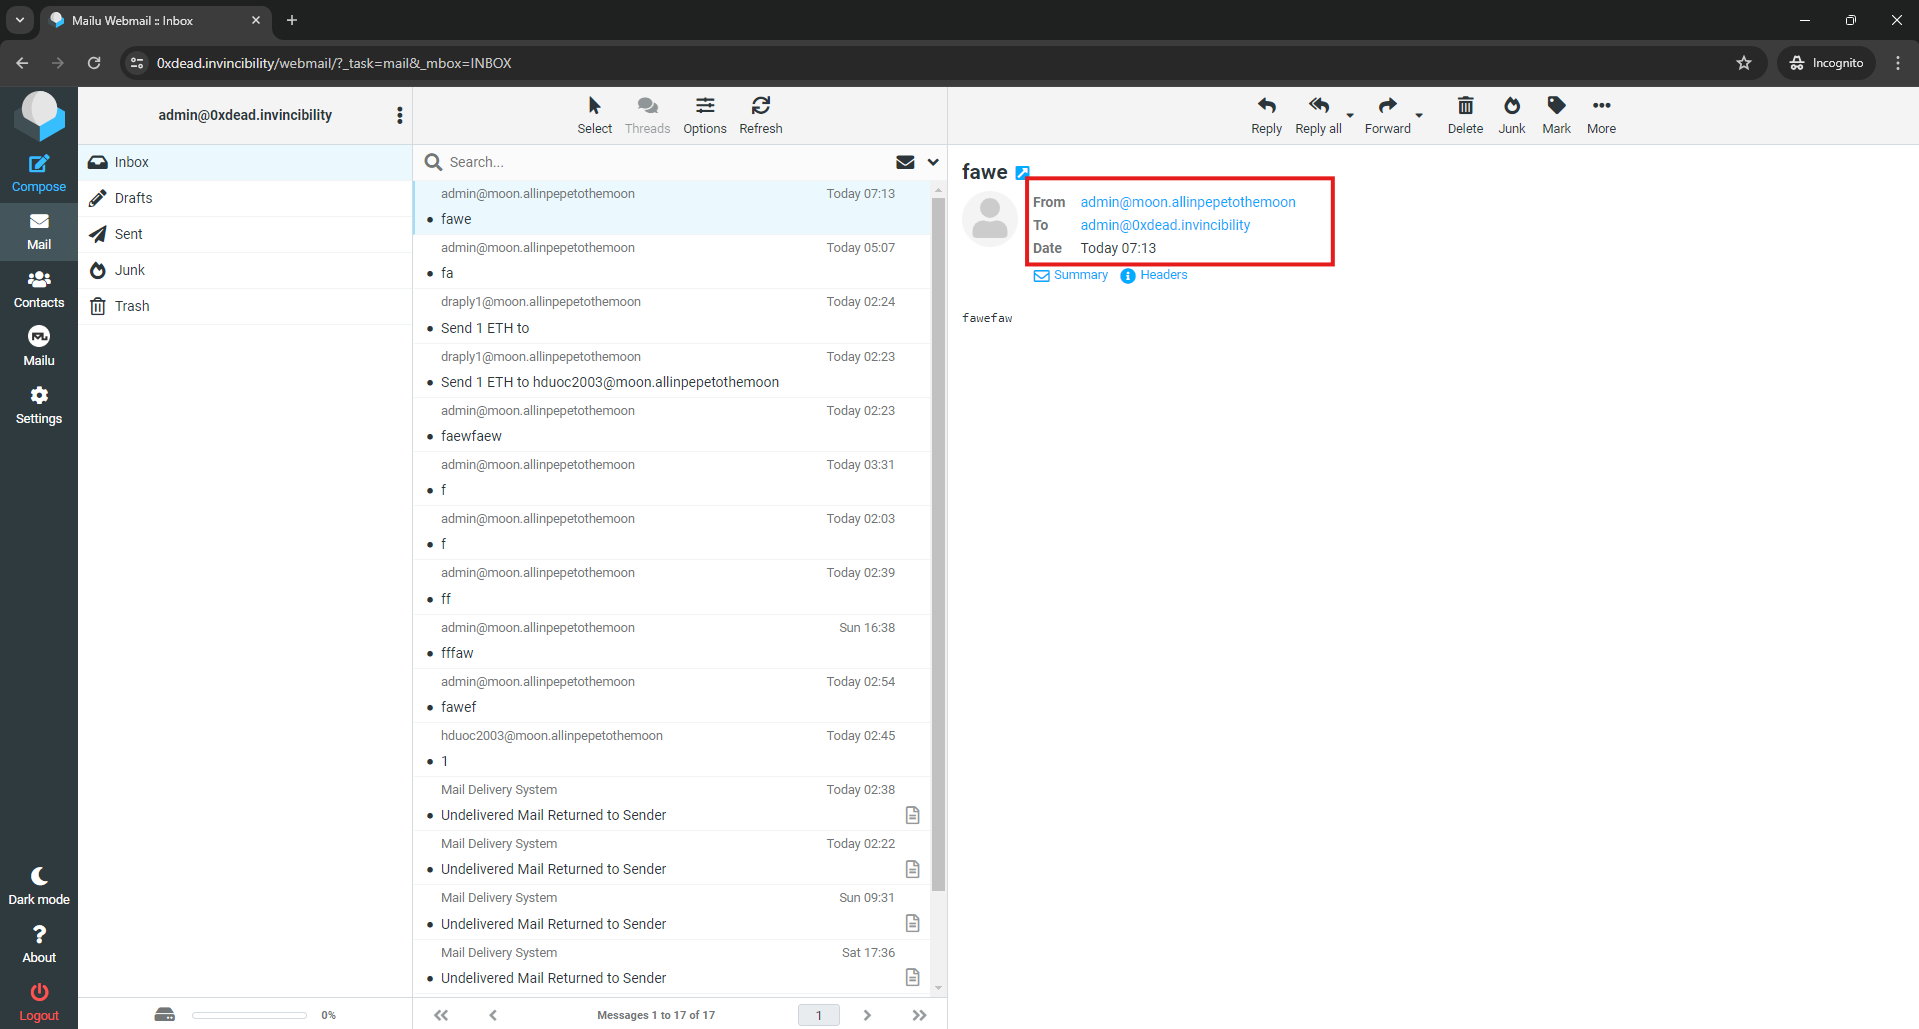 Mailu Webmail :: Inbox
0xdead.invincibility/webmail/?_task=mail&_mbox=INBOX
Incognito
Compose
Mail
Contacts
Mailu
Settings
Dark mode
About
Logout
admin@0xdead.invincibility
Inbox
Drafts
Sent
Junk
Trash
0%
Select
Threads
Options
Refresh
Search...
admin@moon.allinpepetothemoon Today 07:13
fawe
admin@moon.allinpepetothemoon Today 05:07
fa
draply1@moon.allinpepetothemoon Today 02:24
Send 1 ETH to
draply1@moon.allinpepetothemoon Today 02:23
Send 1 ETH to hduoc2003@moon.allinpepetothemoon
admin@moon.allinpepetothemoon Today 02:23
faewfaew
admin@moon.allinpepetothemoon Today 03:31
f
admin@moon.allinpepetothemoon Today 02:03
f
admin@moon.allinpepetothemoon Today 02:39
ff
admin@moon.allinpepetothemoon Sun 16:38
fffaw
admin@moon.allinpepetothemoon Today 02:54
fawef
hduoc2003@moon.allinpepetothemoon Today 02:45
1
Mail Delivery System Today 02:38
Undelivered Mail Returned to Sender
Mail Delivery System Today 02:22
Undelivered Mail Returned to Sender
Mail Delivery System Sun 09:31
Undelivered Mail Returned to Sender
Mail Delivery System Sat 17:36
Undelivered Mail Returned to Sender
Messages 1 to 17 of 17
1
Reply
Reply all
Forward
Delete
Junk
Mark
More
fawe
From admin@moon.allinpepetothemoon
To admin@0xdead.invincibility
Date Today 07:13
Summary Headers
fawefaw